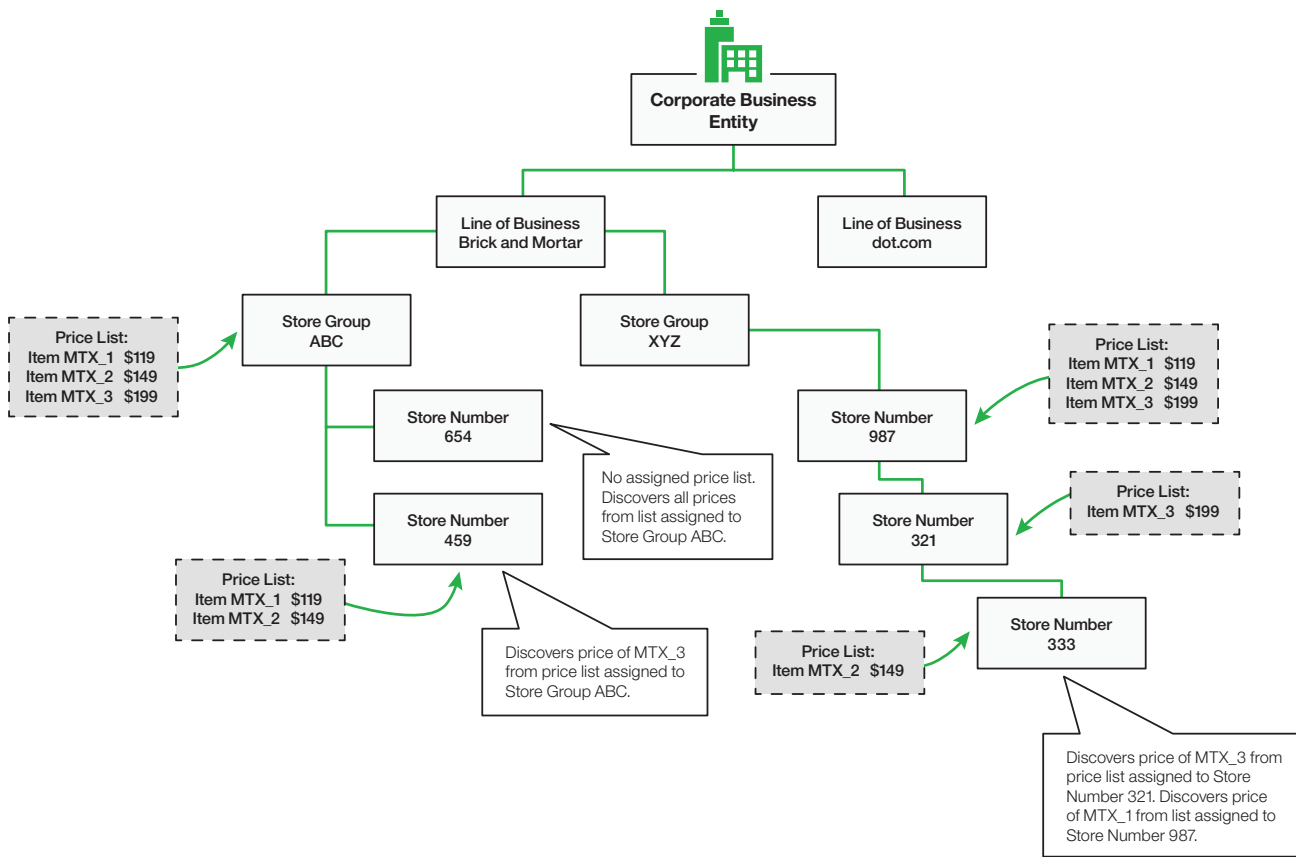 Corporate Business
Entity
Line of Business
Brick and Mortar
Line of Business
dot.com
Store Group
ABC
Store Group
XYZ
Price List:
Item MTX_1 $119
Item MTX_2 $149
Item MTX_3 $199
Price List:
Item MTX_1 $119
Item MTX_2 $149
Item MTX_3 $199
Store Number
654
Store Number
987
No assigned price list.
Discovers all prices
from list assigned to
Store Group ABC.
Store Number
459
Store Number
321
Price List:
Item MTX_3 $199
Price List:
Item MTX_1 $119
Item MTX_2 $149
Discovers price of MTX_3
from price list assigned to
Store Group ABC.
Store Number
333
Price List:
Item MTX_2 $149
Discovers price of MTX_3 from
price list assigned to Store
Number 321. Discovers price
of MTX_1 from list assigned to
Store Number 987.